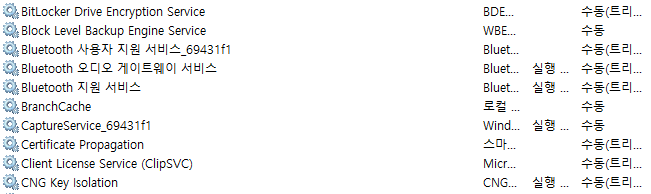 BitLocker Drive Encryption Service BDE... 수동(트리...
Block Level Backup Engine Service WBE... 수동
Bluetooth 사용자 지원 서비스_69431f1 Bluet... 수동(트리...
Bluetooth 오디오 게이트웨이 서비스 Bluet... 실행 ... 수동(트리...
Bluetooth 지원 서비스 Bluet... 실행 ... 수동(트리...
BranchCache 로컬 ... 수동
CaptureService_69431f1 Wind... 실행 ... 수동
Certificate Propagation 스마... 수동(트리...
Client License Service (ClipSVC) Micr... 수동(트리...
CNG Key Isolation CNG... 실행 ... 수동(트리...